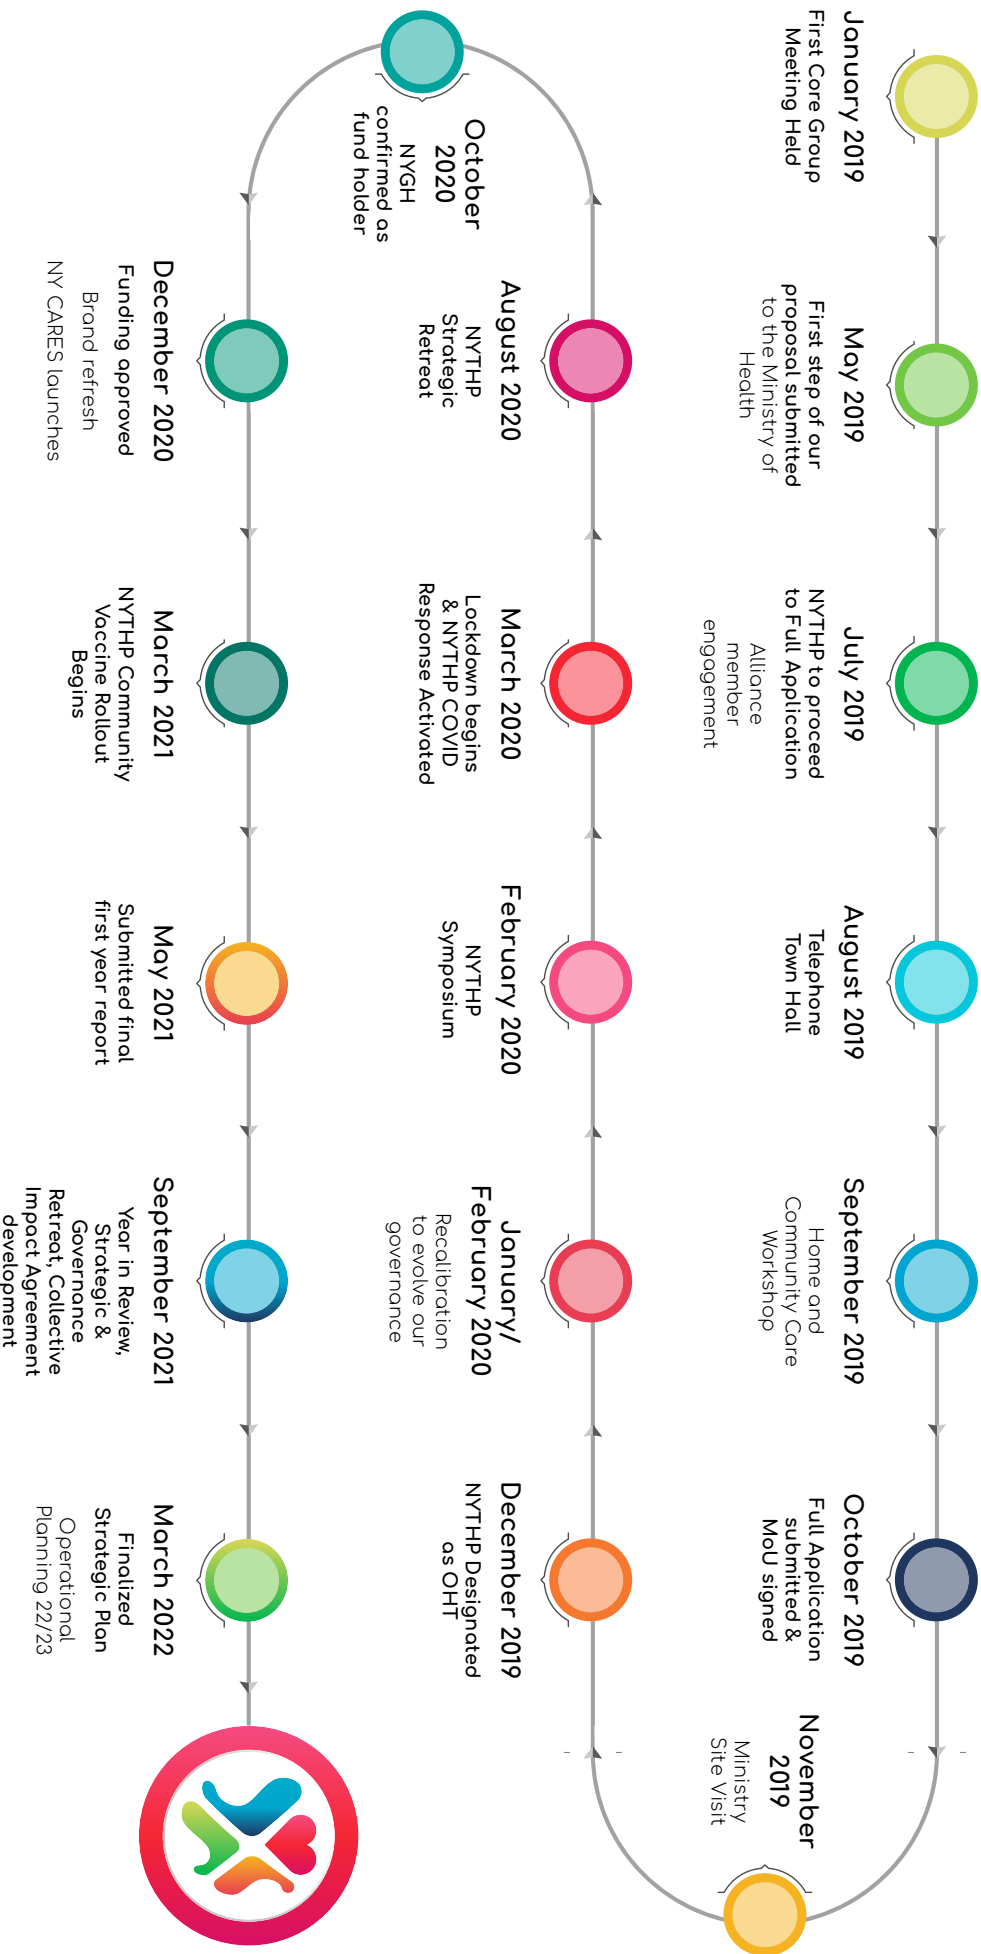 January 2019
First Core Group
Meeting Held
May 2019
First step of our
proposal submitted
to the Ministry of
Health
July 2019
NYTHP to proceed
to Full Application
Alliance
member
engagement
August 2019
Telephone
Town Hall
September 2019
Home and
Community Care
Workshop
October 2019
Full Application
submitted &
MoU signed
November
2019
Ministry
Site Visit
December 2019
NYTHP Designated
as OHT
January/
February 2020
Recalibration
to evolve our
governance
February 2020
NYTHP
Symposium
March 2020
Lockdown begins
& NYTHP COVID
Response Activated
August 2020
NYTHP
Strategic
Retreat
October
2020
NYGH
confirmed as
fund holder
December 2020
Funding approved
Brand refresh
NY CARES launches
March 2021
NYTHP Community
Vaccine Rollout
Begins
May 2021
Submitted final
first year report
September 2021
Year in Review,
Strategic &
Governance
Retreat, Collective
Impact Agreement
development
March 2022
Finalized
Strategic Plan
Operational
Planning 22/23